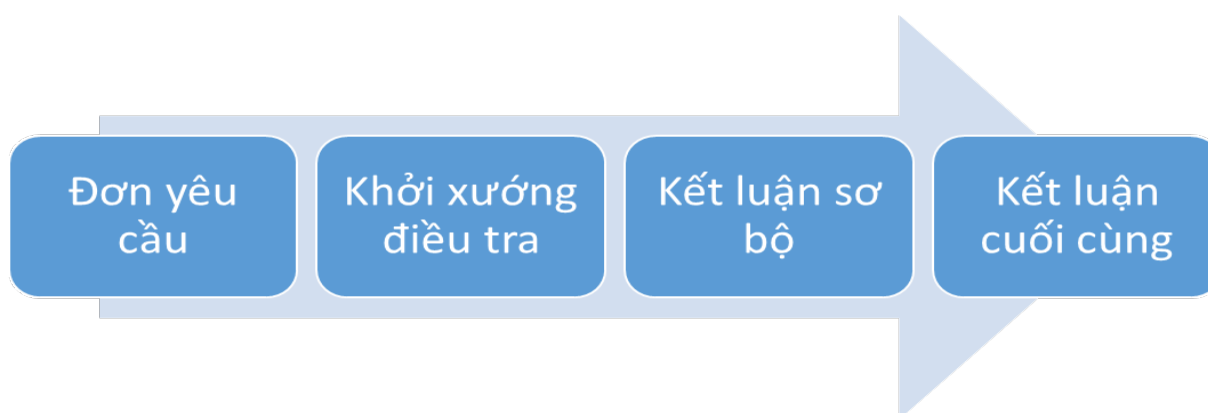 Đơn yêu
cầu
Khởi xướng
điều tra
Kết luận sơ
bộ
Kết luận
cuối cùng